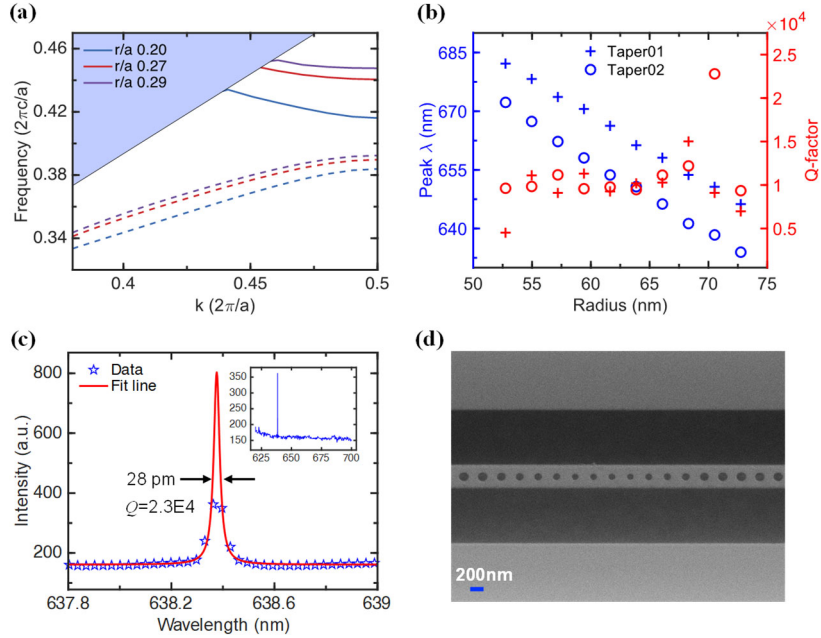 (a)
0.46
0.42
0.38
0.34
Frequency (2πc/a)
r/a 0.20
r/a 0.27
r/a 0.29
0.4
0.45
0.5
k (2π/a)
(b)
685
670
655
640
Peak λ (nm)
Taper01
Taper02
×10⁴
2.5
2
1.5
1
0.5
Q-factor
50
55
60
65
70
75
Radius (nm)
(c)
800
600
400
200
Intensity (a.u.)
Data
Fit line
28 pm
Q=2.3E4
350
300
250
200
150
625
650
675
700
637.8
638.2
638.6
639
Wavelength (nm)
(d)
200nm